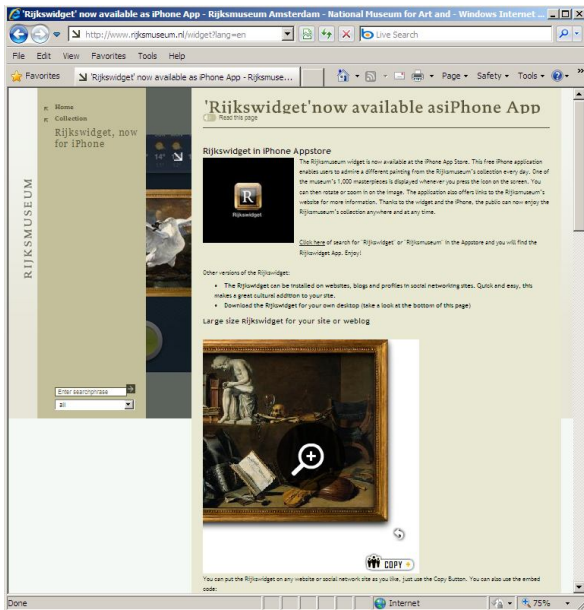 'Rijkswidget' now available as iPhone App - Rijksmuseum Amsterdam - National Museum for Art and - Windows Internet ...
http://www.rijksmuseum.nl/widget?lang=en
Live Search
File Edit View Favorites Tools Help
Favorites
'Rijkswidget' now available as iPhone App - Rijksmuse...
Page Safety Tools
Home
Collection
Rijkswidget, now
for iPhone
RIJKSMUSEUM
Enter searchphrase
all
'Rijkswidget'now available asiPhone App
Read this page
Rijkswidget in iPhone Appstore
R
Rijkswidget
The Rijksmuseum widget is now available at the iPhone App Store. This free iPhone application
enables users to admire a different painting from the Rijksmuseum's collection every day. One of
the museum's 1,000 masterpieces is displayed whenever you press the icon on the screen. You
can then rotate or zoom in on the image. The application also offers links to the Rijksmuseum's
website for more information. Thanks to the widget and the iPhone, the public can now enjoy the
Rijksmuseum's collection anywhere and at any time.
Click here of search for 'Rijkswidget' or 'Rijksmuseum' in the Appstore and you will find the
Rijkswidget App. Enjoy!
Other versions of the Rijkswidget:
The Rijkswidget can be installed on websites, blogs and profiles in social networking sites. Quick and easy, this
makes a great cultural addition to your site.
Download the Rijkswidget for your own desktop (take a look at the bottom of this page)
Large size Rijkswidget for your site or weblog
COPY
You can put the Rijkswidget on any website or social network site as you like, just use the Copy Button. You can also use the embed
code:
Done
Internet
75%